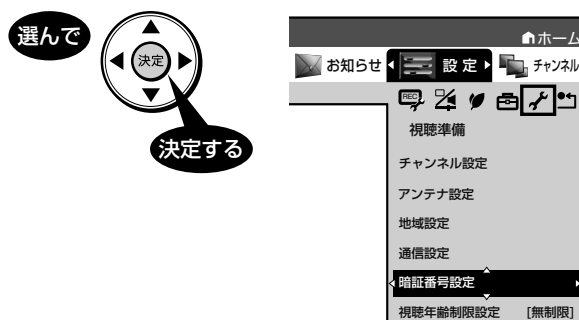 選んで
決定
決定する
ホーム
お知らせ
設定
チャンネル
REC
視聴準備
チャンネル設定
アンテナ設定
地域設定
通信設定
暗証番号設定
視聴年齢制限設定 [無制限]